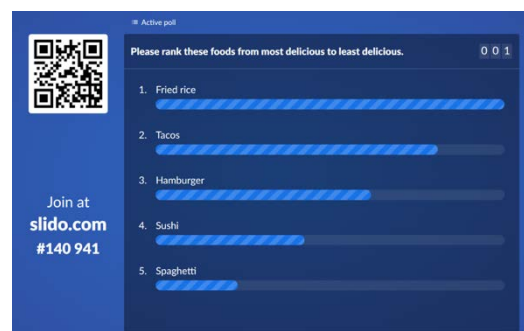 Active poll
Please rank these foods from most delicious to least delicious.
0 0 1
1. Fried rice
2. Tacos
3. Hamburger
4. Sushi
5. Spaghetti
Join at
slido.com
#140 941